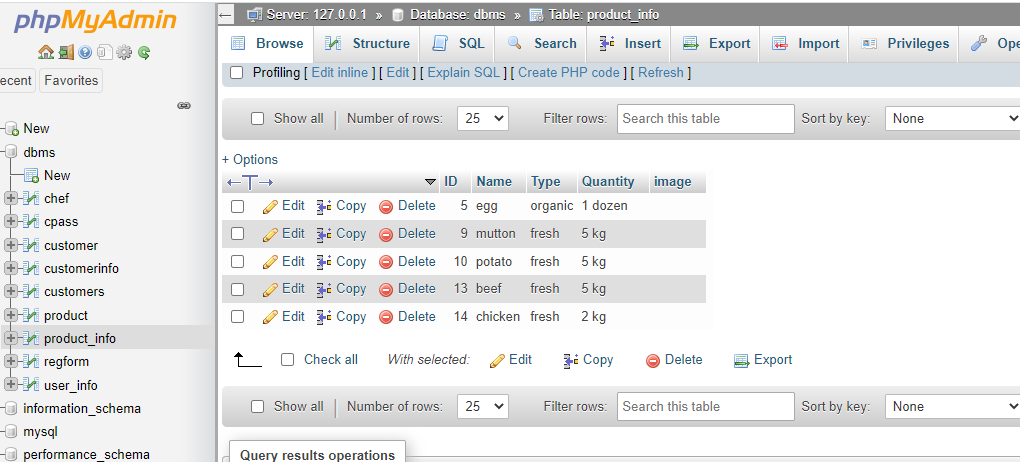 phpMyAdmin
Server: 127.0.0.1 » Database: dbms » Table: product_info
Browse Structure SQL Search Insert Export Import Privileges Ope
Profiling [ Edit inline ] [ Edit ] [ Explain SQL ] [ Create PHP code ] [ Refresh ]
ecent Favorites
New
dbms
New
chef
cpass
customer
customerinfo
customers
product
product_info
regform
user_info
information_schema
mysql
performance_schema
Show all Number of rows: 25 Filter rows: Search this table Sort by key: None
+ Options
←T→ ID Name Type Quantity image
Edit Copy Delete 5 egg organic 1 dozen
Edit Copy Delete 9 mutton fresh 5 kg
Edit Copy Delete 10 potato fresh 5 kg
Edit Copy Delete 13 beef fresh 5 kg
Edit Copy Delete 14 chicken fresh 2 kg
Check all With selected: Edit Copy Delete Export
Show all Number of rows: 25 Filter rows: Search this table Sort by key: None
Query results operations